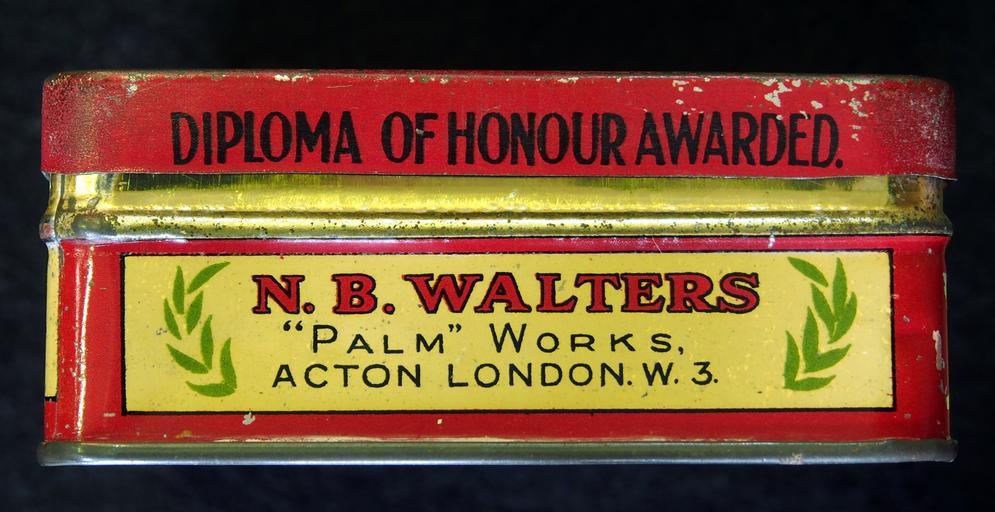 DIPLOMA OF HONOUR AWARDED.
N. B. WALTERS
“PALM” WORKS,
ACTON LONDON. W. 3.